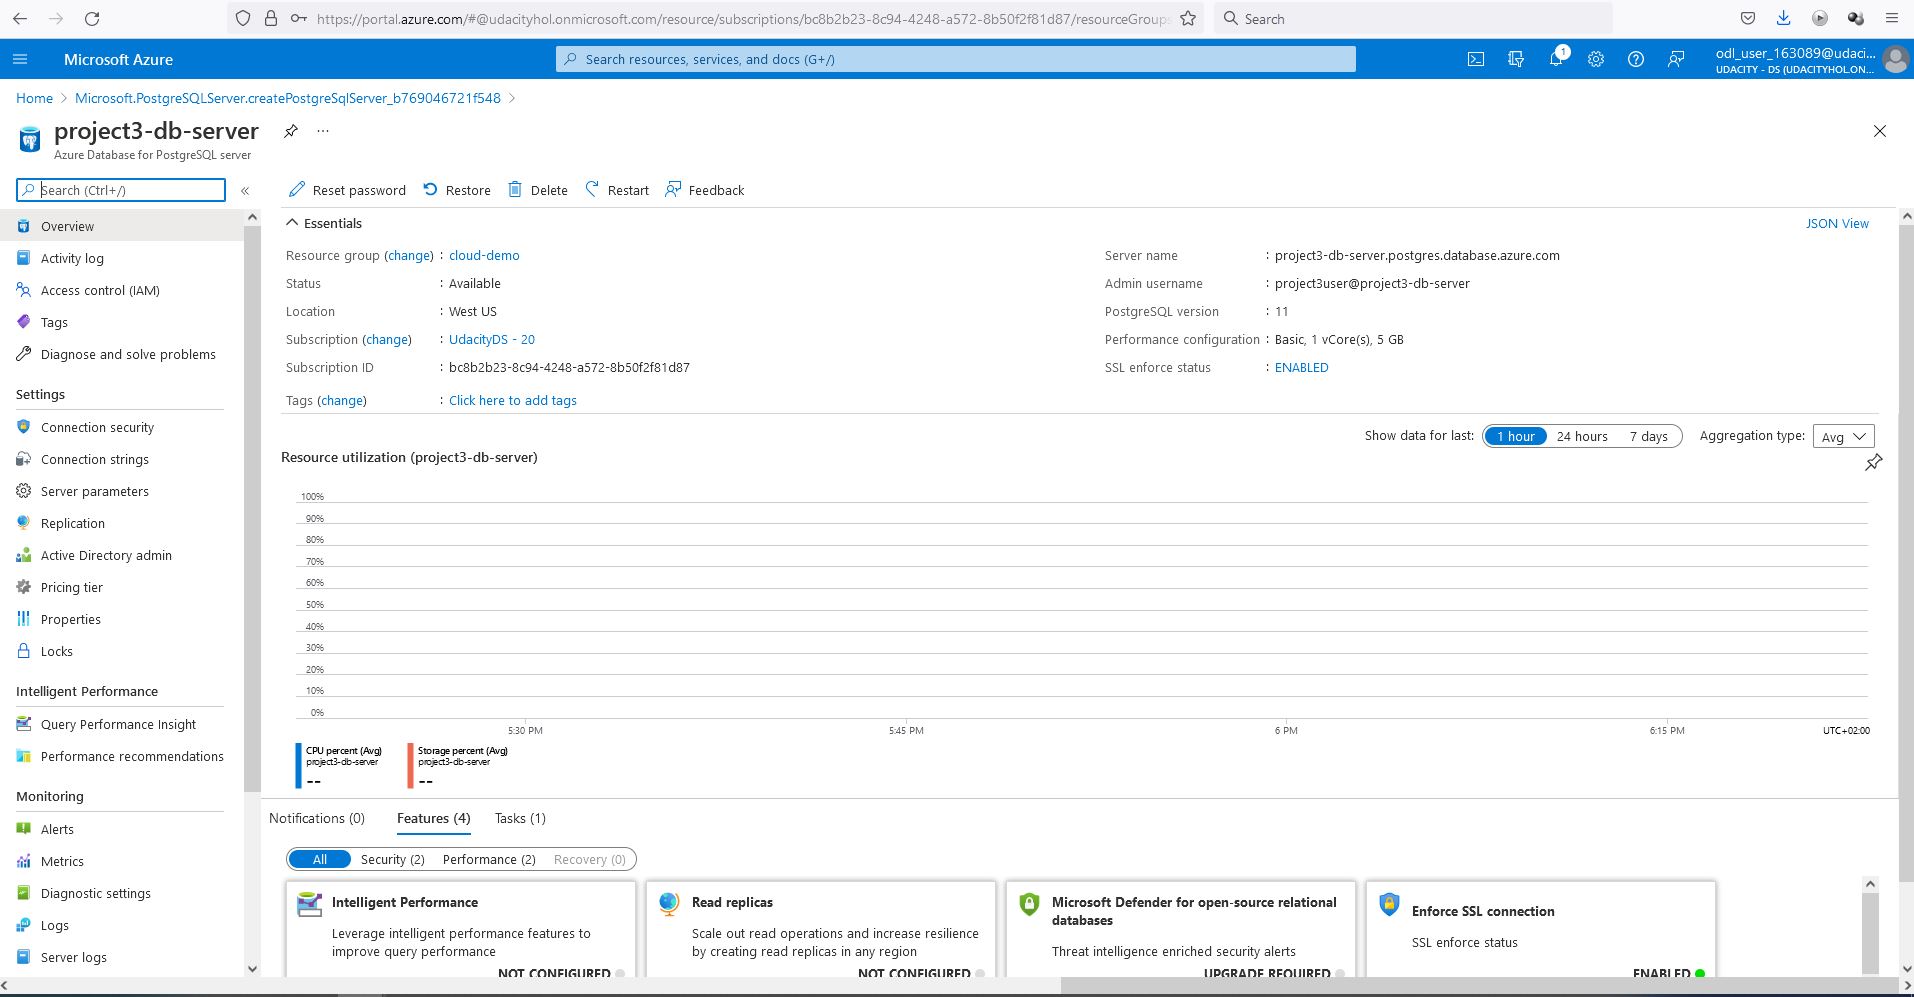 https://portal.azure.com/#@udacityhol.onmicrosoft.com/resource/subscriptions/bc8b2b23-8c94-4248-a572-8b50f2f81d87/resourceGroups
Search
Microsoft Azure
Search resources, services, and docs (G+/)
1
odl_user_163089@udaci...
UDACITY - DS (UDACITYHOL.ON...
Home > Microsoft.PostgreSQLServer.createPostgreSqlServer_b769046721f548 >
project3-db-server
...
Azure Database for PostgreSQL server
Search (Ctrl+/)
«
Reset password
Restore
Delete
Restart
Feedback
Overview
Activity log
Access control (IAM)
Tags
Diagnose and solve problems
Settings
Connection security
Connection strings
Server parameters
Replication
Active Directory admin
Pricing tier
Properties
Locks
Intelligent Performance
Query Performance Insight
Performance recommendations
Monitoring
Alerts
Metrics
Diagnostic settings
Logs
Server logs
Essentials
JSON View
Resource group (change) : cloud-demo
Status : Available
Location : West US
Subscription (change) : UdacityDS - 20
Subscription ID : bc8b2b23-8c94-4248-a572-8b50f2f81d87
Tags (change) : Click here to add tags
Server name : project3-db-server.postgres.database.azure.com
Admin username : project3user@project3-db-server
PostgreSQL version : 11
Performance configuration : Basic, 1 vCore(s), 5 GB
SSL enforce status : ENABLED
Show data for last: 1 hour 24 hours 7 days Aggregation type: Avg
Resource utilization (project3-db-server)
100%
90%
80%
70%
60%
50%
40%
30%
20%
10%
0%
5:30 PM 5:45 PM 6 PM 6:15 PM UTC+02:00
CPU percent (Avg)
project3-db-server
--
Storage percent (Avg)
project3-db-server
--
Notifications (0) Features (4) Tasks (1)
All Security (2) Performance (2) Recovery (0)
Intelligent Performance
Leverage intelligent performance features to
improve query performance
NOT CONFIGURED
Read replicas
Scale out read operations and increase resilience
by creating read replicas in any region
NOT CONFIGURED
Microsoft Defender for open-source relational
databases
Threat intelligence enriched security alerts
UPGRADE REQUIRED
Enforce SSL connection
SSL enforce status
ENABLED